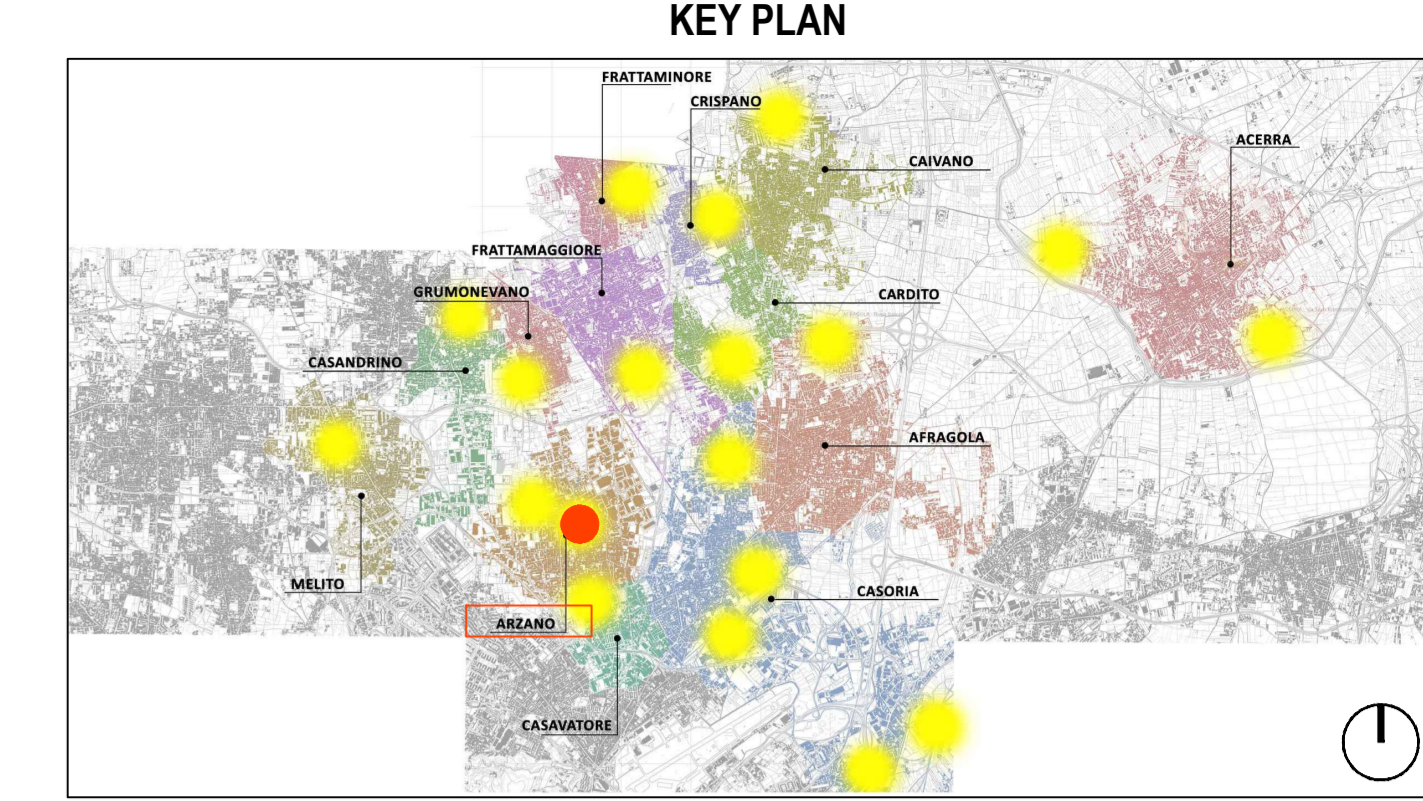 KEY PLAN
FRATTAMINORE
CRISPANO
ACERRA
CAIVANO
FRATTAMAGGIORE
GRUMONEVANO
CARDITO
CASANDRINO
AFRAGOLA
MELITO
CASORIA
ARZANO
CASAVATORE